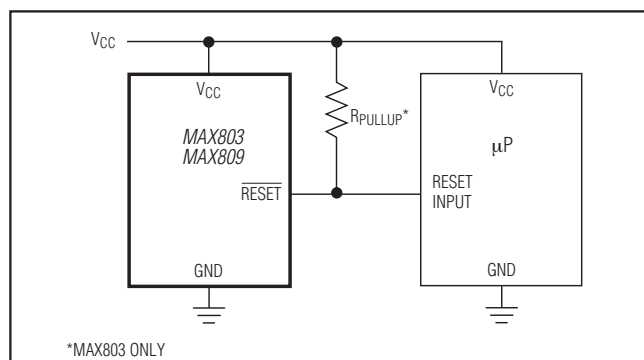 VCC
VCC
MAX803
MAX809
RESET
GND
RPULLUP*
VCC
μP
RESET
INPUT
GND
*MAX803 ONLY